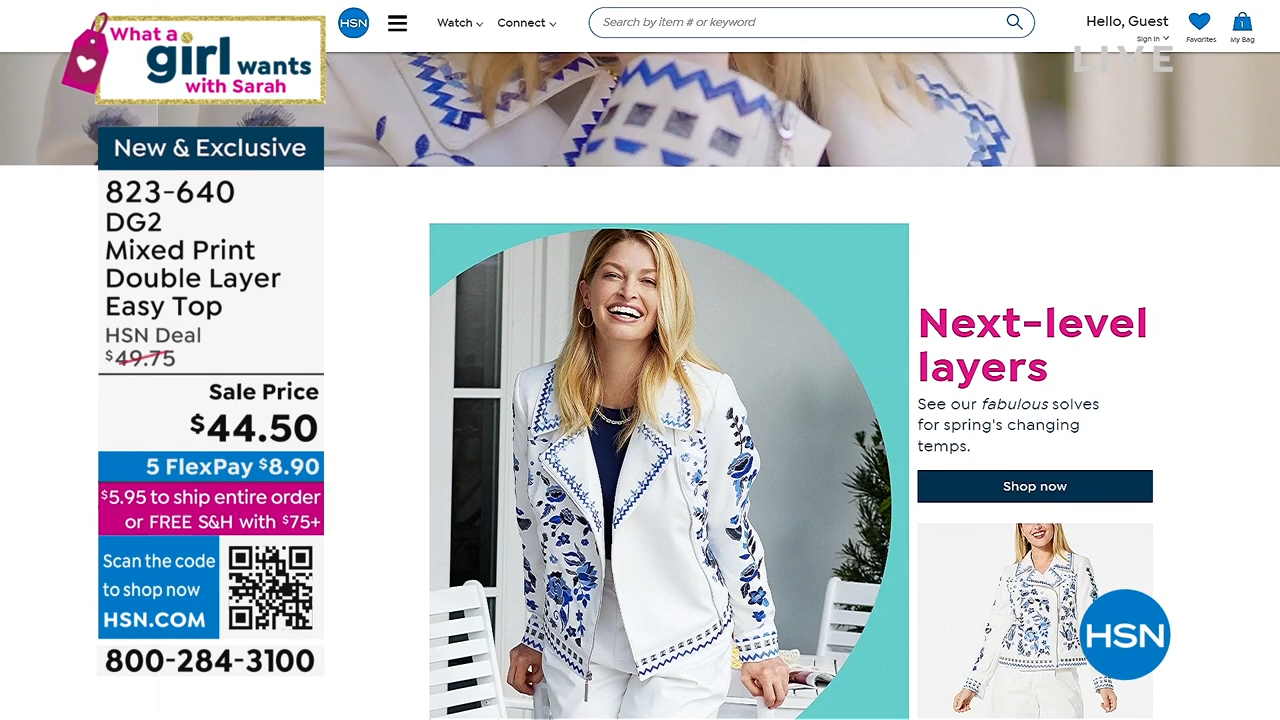 What a
girl wants
with Sarah
New & Exclusive
823-640
DG2
Mixed Print
Double Layer
Easy Top
HSN Deal
$49.75
Sale Price
$44.50
5 FlexPay $8.90
$5.95 to ship entire order
or FREE S&H with $75+
Scan the code
to shop now
HSN.COM
800-284-3100
HSN
Watch
Connect
Search by item # or keyword
Hello, Guest
Sign In
Favorites
1
My Bag
LIVE
Next-level
layers
See our fabulous solves
for spring's changing
temps.
Shop now
HSN